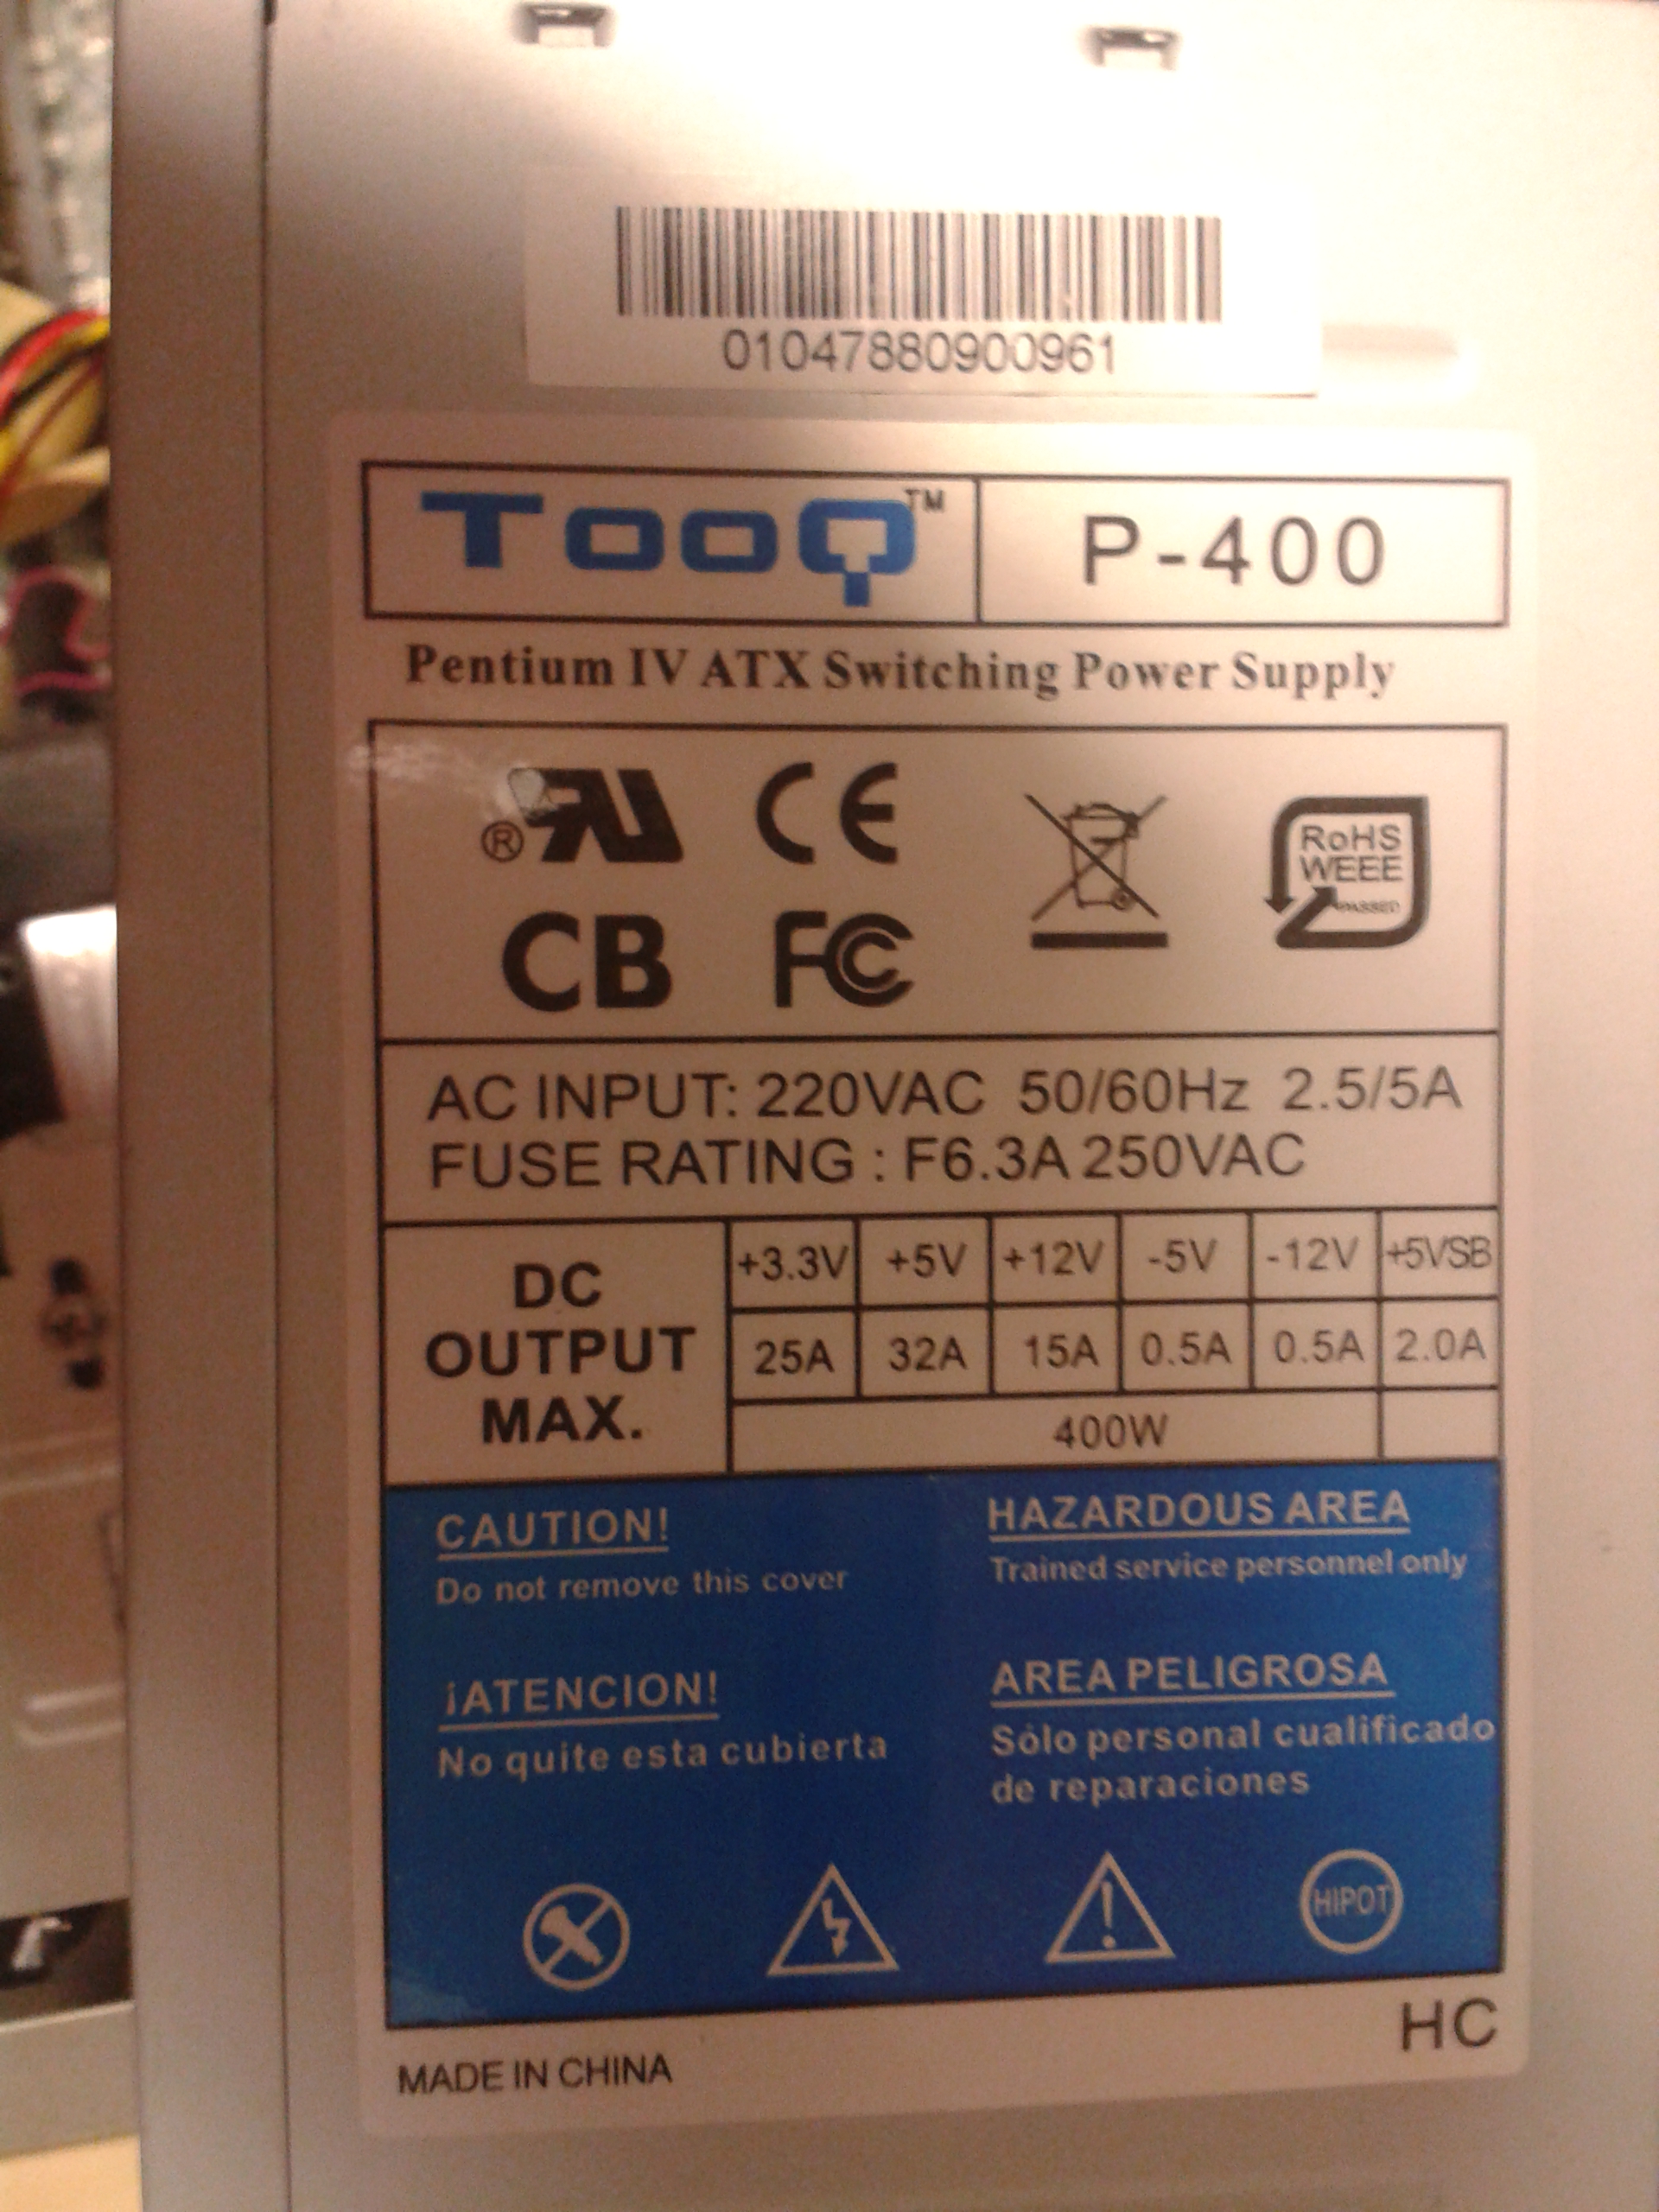 01047880900961
TooQ™ P-400
Pentium IV ATX Switching Power Supply
® CE RoHS
WEEE
PASSED
CB FC
AC INPUT: 220VAC 50/60Hz 2.5/5A
FUSE RATING : F6.3A 250VAC
DC OUTPUT MAX.
+3.3V +5V +12V -5V -12V +5VSB
25A 32A 15A 0.5A 0.5A 2.0A
400W
CAUTION!
Do not remove this cover
HAZARDOUS AREA
Trained service personnel only
¡ATENCION!
No quite esta cubierta
AREA PELIGROSA
Sólo personal cualificado
de reparaciones
HIPOT
HC
MADE IN CHINA